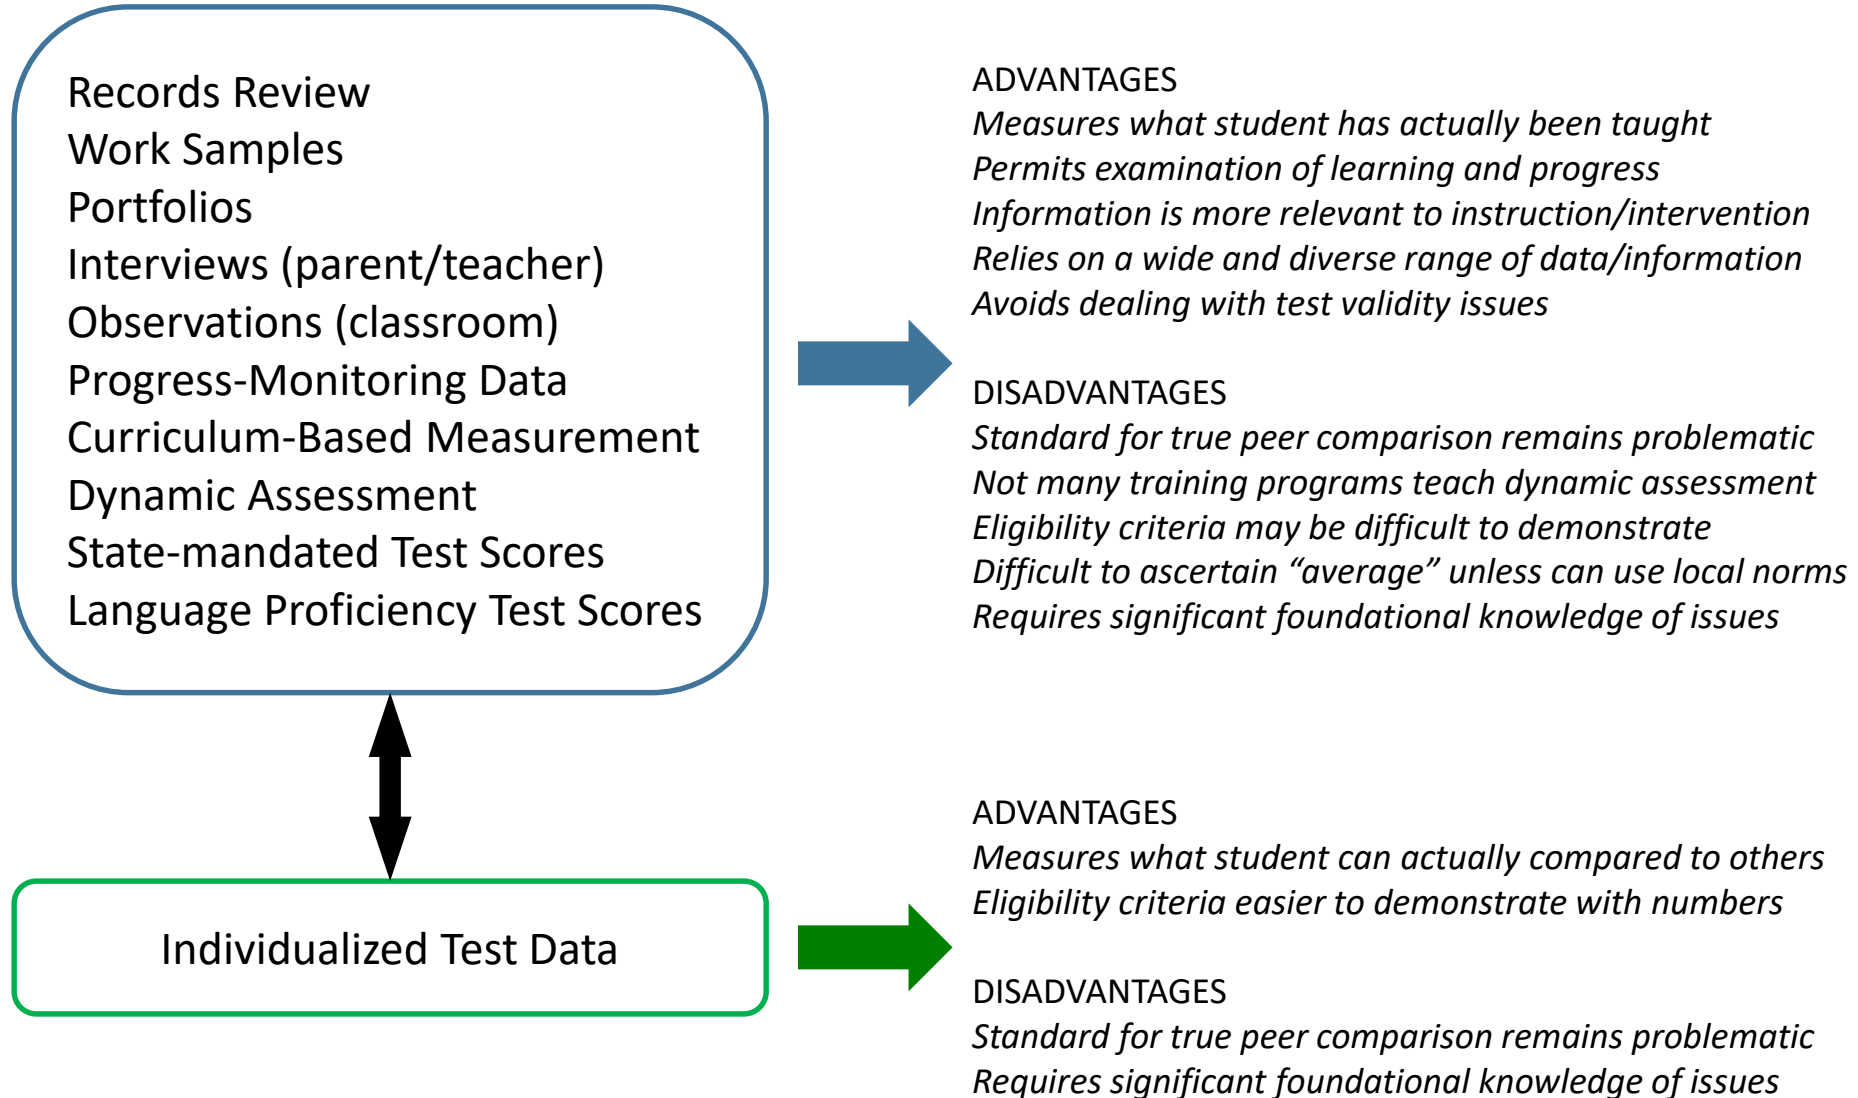 Records Review
Work Samples
Portfolios
Interviews (parent/teacher)
Observations (classroom)
Progress-Monitoring Data
Curriculum-Based Measurement
Dynamic Assessment
State-mandated Test Scores
Language Proficiency Test Scores
ADVANTAGES
Measures what student has actually been taught
Permits examination of learning and progress
Information is more relevant to instruction/intervention
Relies on a wide and diverse range of data/information
Avoids dealing with test validity issues
DISADVANTAGES
Standard for true peer comparison remains problematic
Not many training programs teach dynamic assessment
Eligibility criteria may be difficult to demonstrate
Difficult to ascertain “average” unless can use local norms
Requires significant foundational knowledge of issues
Individualized Test Data
ADVANTAGES
Measures what student can actually compared to others
Eligibility criteria easier to demonstrate with numbers
DISADVANTAGES
Standard for true peer comparison remains problematic
Requires significant foundational knowledge of issues